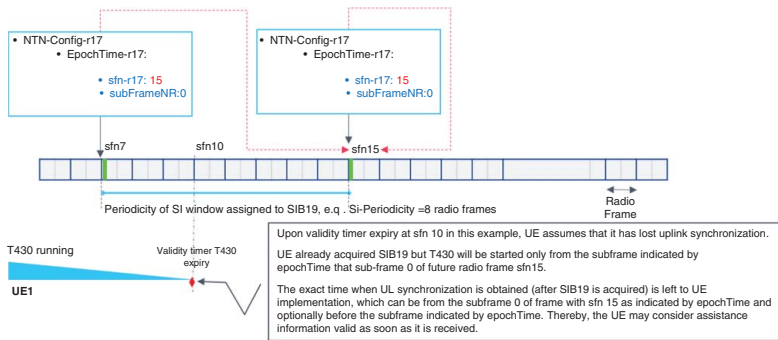 • NTN-Config-r17
• EpochTime-r17:
• sfn-r17: 15
• subFrameNR:0
• NTN-Config-r17
• EpochTime-r17:
• sfn-r17: 15
• subFrameNR:0
sfn7
sfn10
sfn15
Periodicity of SI window assigned to SIB19, e.q . Si-Periodicity =8 radio frames
Radio
Frame
T430 running
Validity timer T430
expiry
UE1
Upon validity timer expiry at sfn 10 in this example, UE assumes that it has lost uplink synchronization.
UE already acquired SIB19 but T430 will be started only from the subframe indicated by
epochTime that sub-frame 0 of future radio frame sfn15.
The exact time when UL synchronization is obtained (after SIB19 is acquired) is left to UE
implementation, which can be from the subframe 0 of frame with sfn 15 as indicated by epochTime and
optionally before the subframe indicated by epochTime. Thereby, the UE may consider assistance
information valid as soon as it is received.